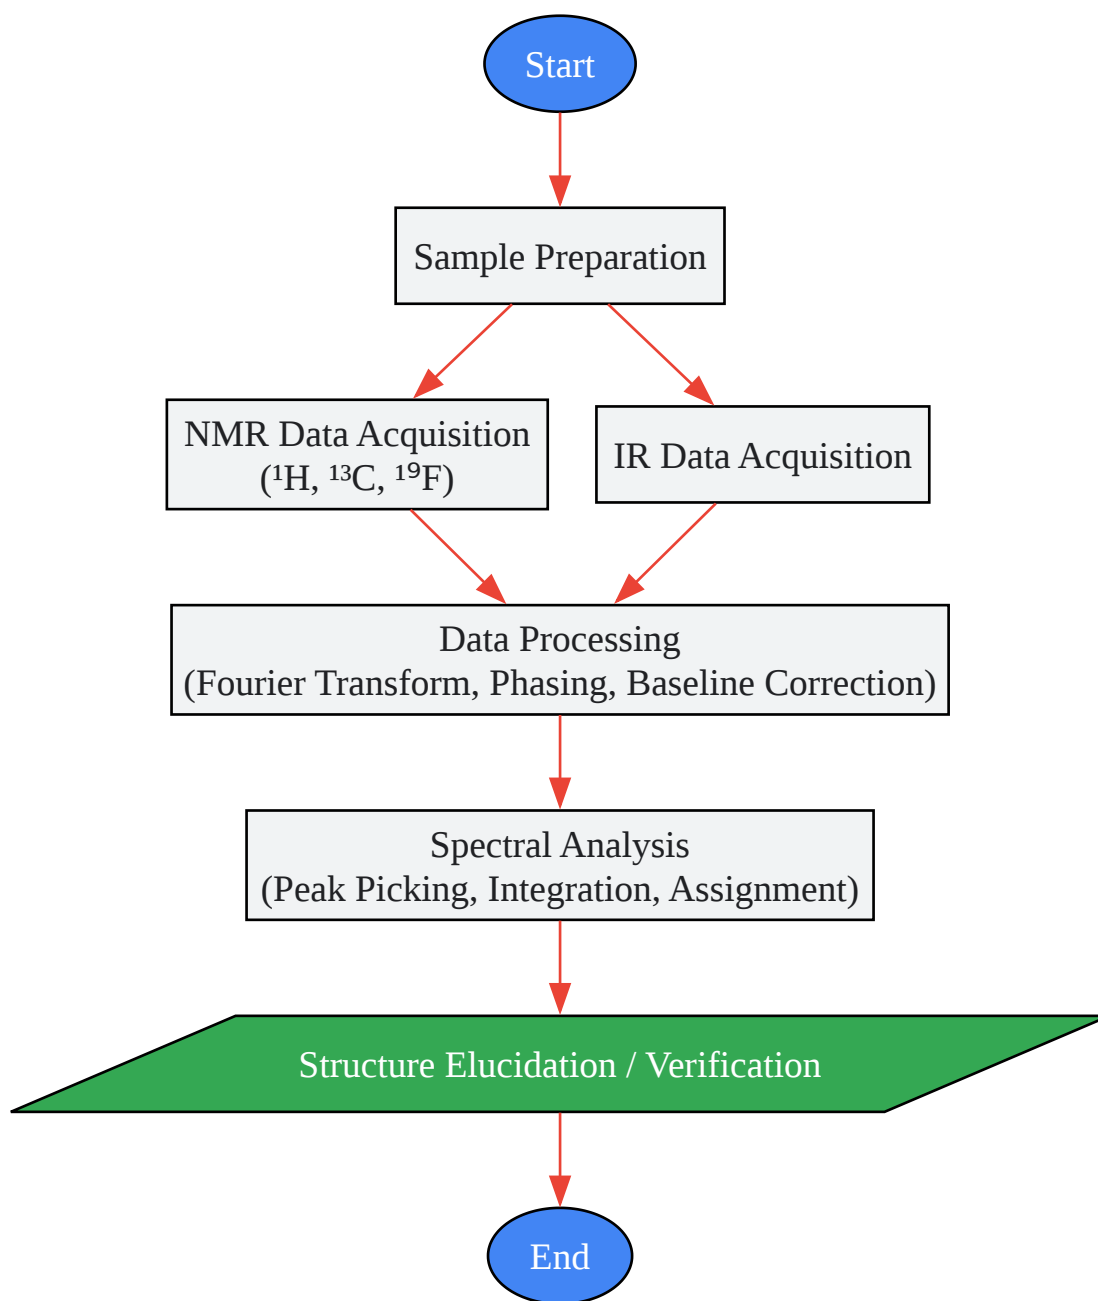 Start
Sample Preparation
NMR Data Acquisition
(¹H, ¹³C, ¹⁹F)
IR Data Acquisition
Data Processing
(Fourier Transform, Phasing, Baseline Correction)
Spectral Analysis
(Peak Picking, Integration, Assignment)
Structure Elucidation / Verification
End